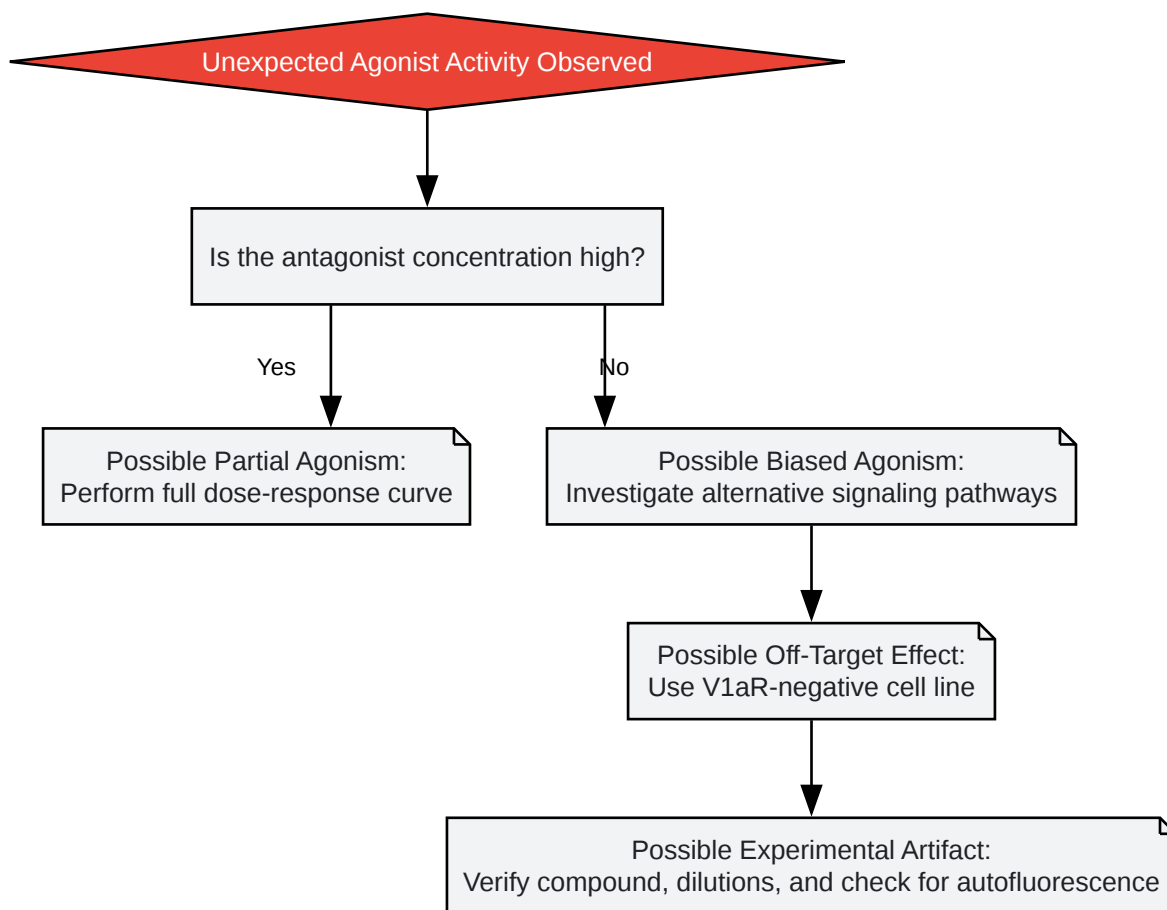 Unexpected Agonist Activity Observed
Is the antagonist concentration high?
Yes
No
Possible Partial Agonism:
Perform full dose-response curve
Possible Biased Agonism:
Investigate alternative signaling pathways
Possible Off-Target Effect:
Use V1aR-negative cell line
Possible Experimental Artifact:
Verify compound, dilutions, and check for autofluorescence